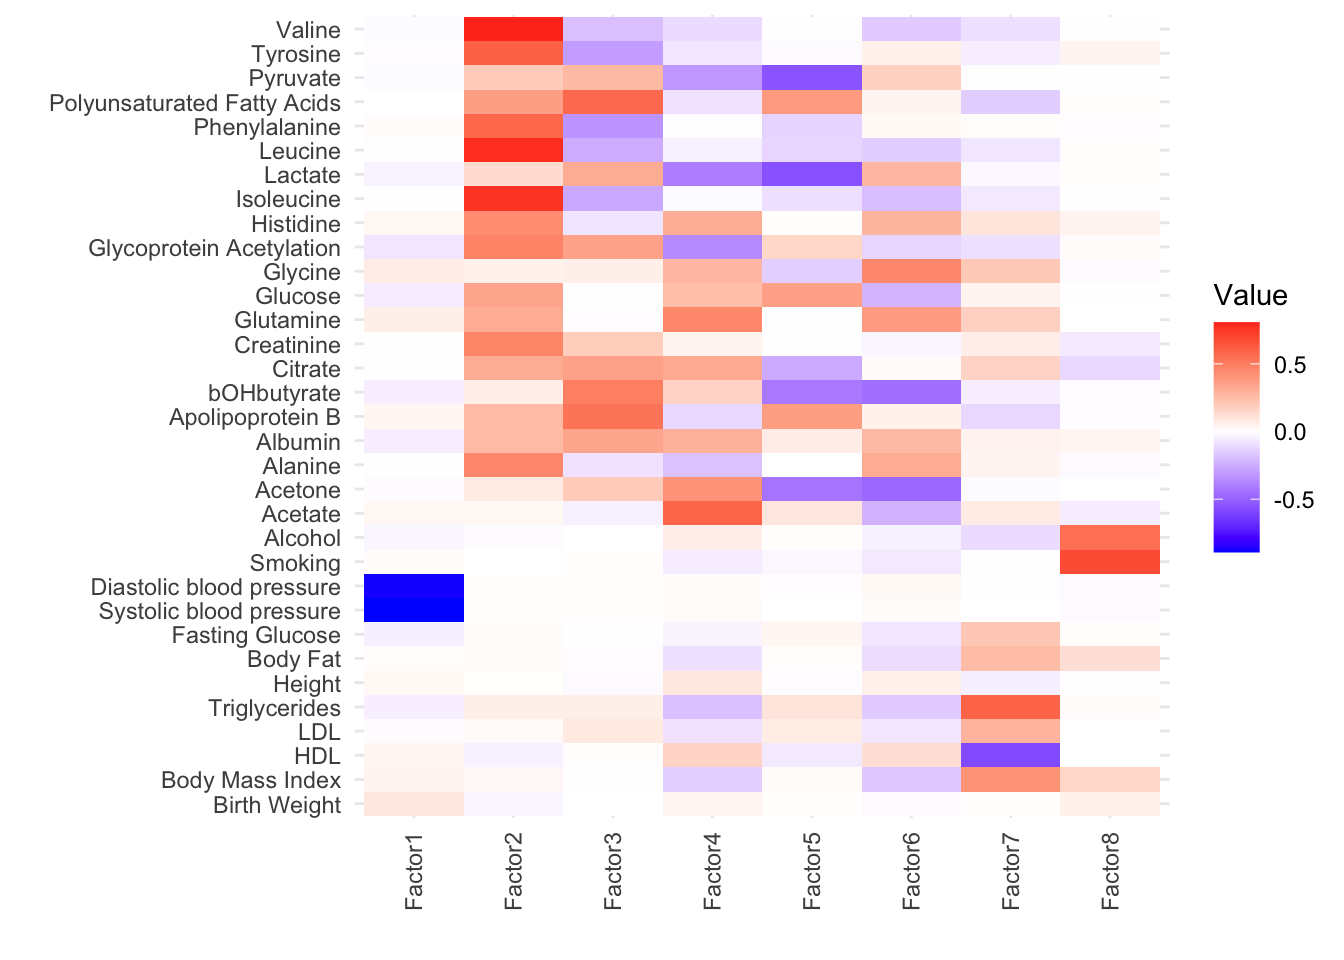 Valine
Tyrosine
Pyruvate
Polyunsaturated Fatty Acids
Phenylalanine
Leucine
Lactate
Isoleucine
Histidine
Glycoprotein Acetylation
Glycine
Glucose
Glutamine
Creatinine
Citrate
bOHbutyrate
Apolipoprotein B
Albumin
Alanine
Acetone
Acetate
Alcohol
Smoking
Diastolic blood pressure
Systolic blood pressure
Fasting Glucose
Body Fat
Height
Triglycerides
LDL
HDL
Body Mass Index
Birth Weight
Factor1
Factor2
Factor3
Factor4
Factor5
Factor6
Factor7
Factor8
Value
0.5
0.0
-0.5